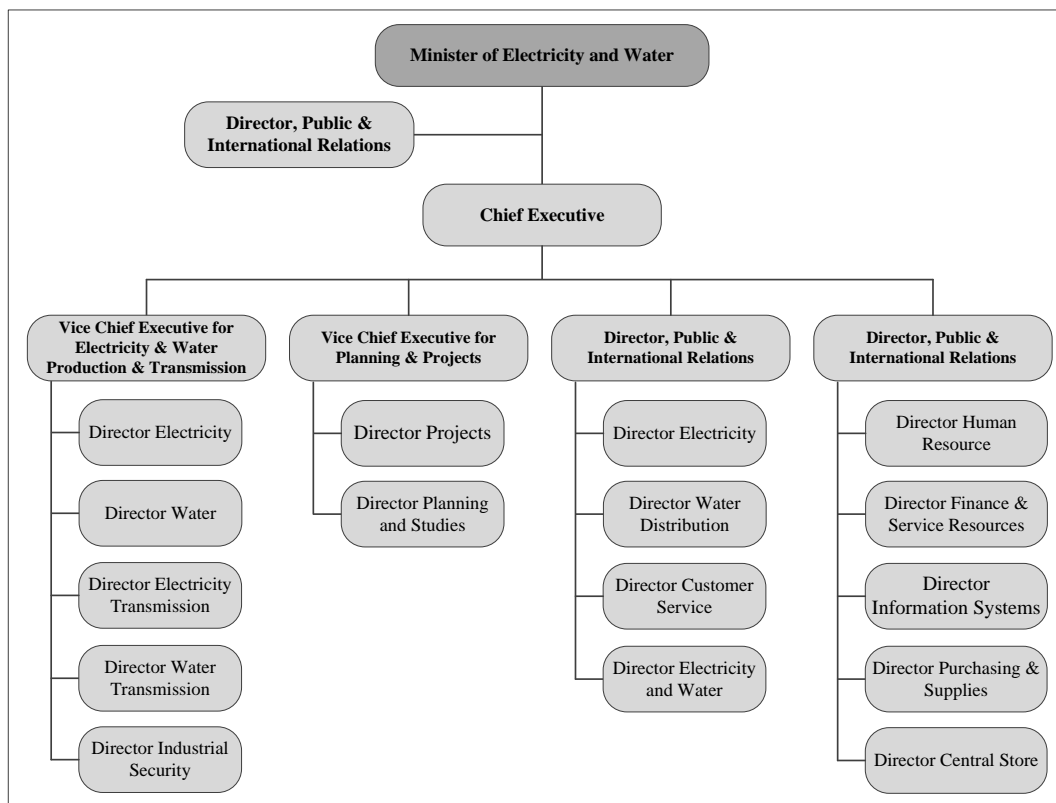 Minister of Electricity and Water
Director, Public &
International Relations
Chief Executive
Vice Chief Executive for
Electricity & Water
Production & Transmission
Director Electricity
Director Water
Director Electricity
Transmission
Director Water
Transmission
Director Industrial
Security
Vice Chief Executive for
Planning & Projects
Director Projects
Director Planning
and Studies
Director, Public &
International Relations
Director Electricity
Director Water
Distribution
Director Customer
Service
Director Electricity
and Water
Director, Public &
International Relations
Director Human
Resource
Director Finance &
Service Resources
Director
Information Systems
Director Purchasing &
Supplies
Director Central Store